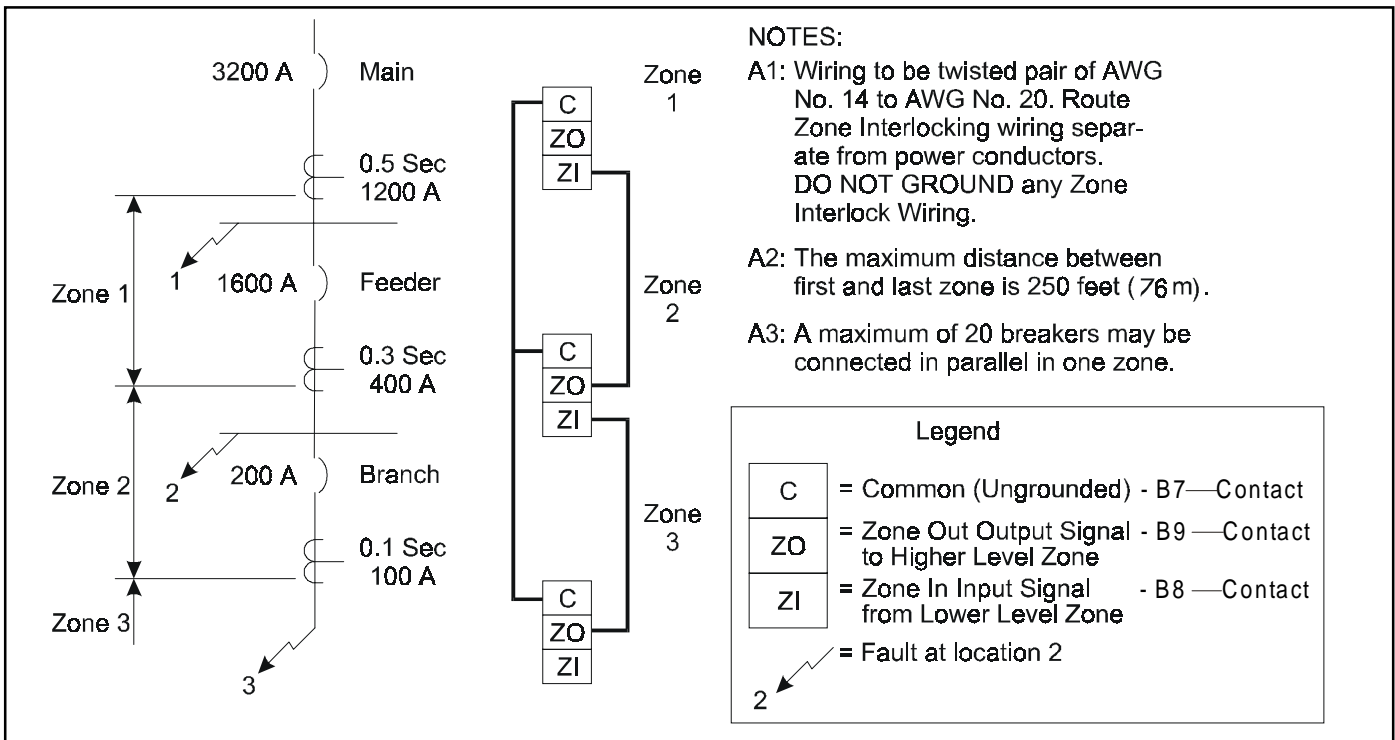 3200 A
Main
0.5 Sec
1200 A
1
1600 A
Feeder
Zone 1
0.3 Sec
400 A
200 A
Branch
Zone 2
2
0.1 Sec
100 A
Zone 3
3
Zone
1
C
ZO
ZI
Zone
2
C
ZO
ZI
Zone
3
C
ZO
ZI
NOTES:
A1: Wiring to be twisted pair of AWG
No. 14 to AWG No. 20. Route
Zone Interlocking wiring separ-
ate from power conductors.
DO NOT GROUND any Zone
Interlock Wiring.
A2: The maximum distance between
first and last zone is 250 feet (76 m).
A3: A maximum of 20 breakers may be
connected in parallel in one zone.
Legend
C = Common (Ungrounded) - B7—Contact
ZO = Zone Out Output Signal - B9 —Contact
to Higher Level Zone
ZI = Zone In Input Signal - B8 —Contact
from Lower Level Zone
= Fault at location 2
2